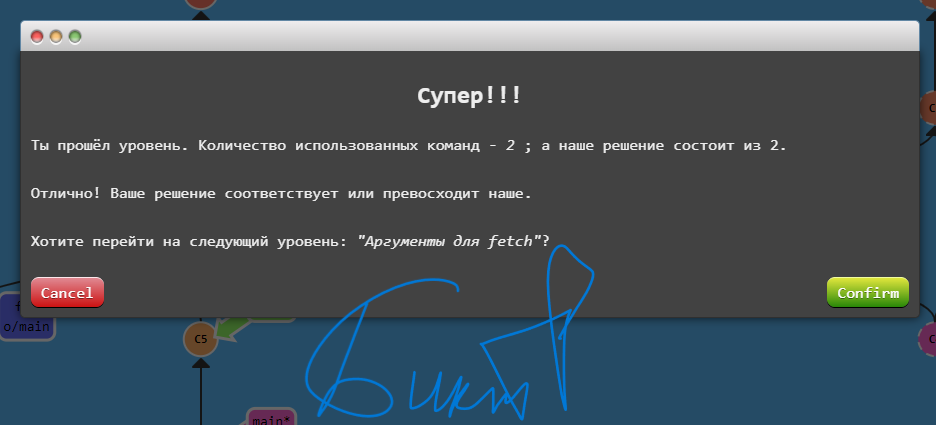 Супер!!!
Ты прошёл уровень. Количество использованных команд - 2 ; а наше решение состоит из 2.
Отлично! Ваше решение соответствует или превосходит наше.
Хотите перейти на следующий уровень: "Аргументы для fetch"?
Cancel
Confirm
o/main
C5
main*